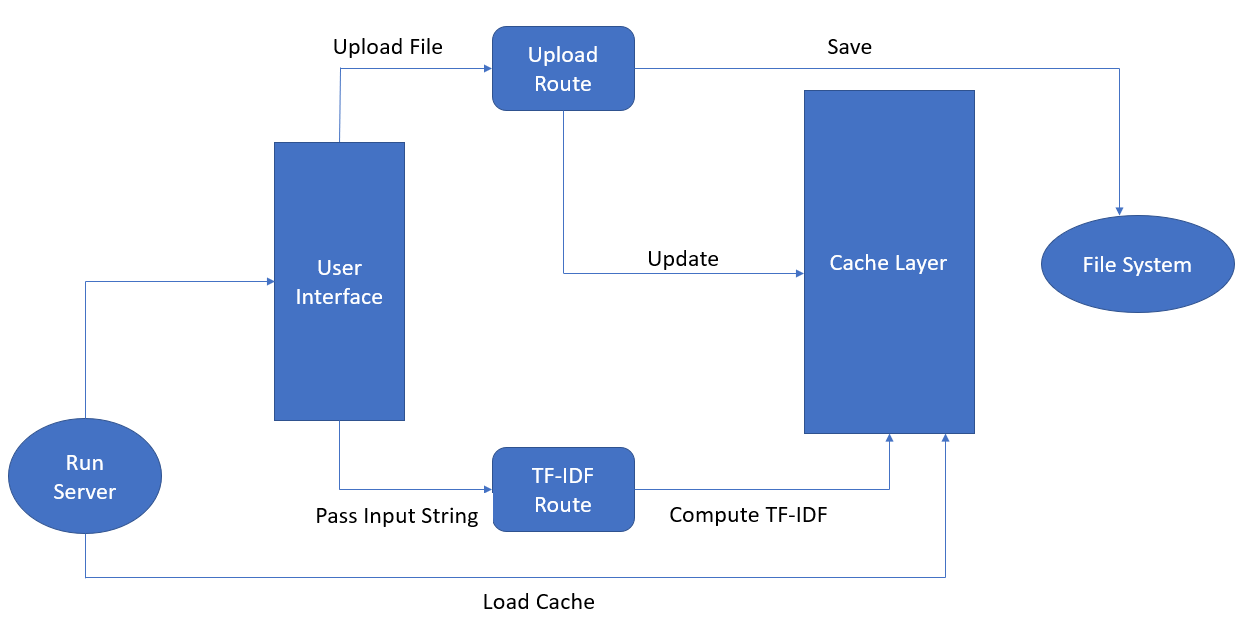 Upload File
Upload
Route
Save
User
Interface
Update
Cache Layer
File System
Run
Server
TF-IDF
Route
Pass Input String
Compute TF-IDF
Load Cache